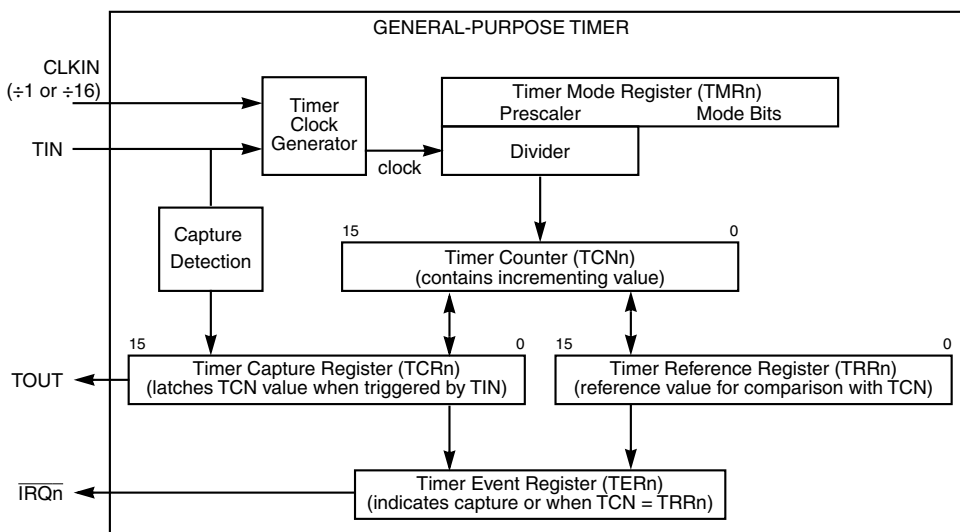 GENERAL-PURPOSE TIMER
CLKIN
(÷1 or ÷16)
Timer
Clock
Generator
Timer Mode Register (TMRn)
Prescaler Mode Bits
TIN
clock
Divider
Capture
Detection
15 0
Timer Counter (TCNn)
(contains incrementing value)
15 0
Timer Capture Register (TCRn)
(latches TCN value when triggered by TIN)
15 0
Timer Reference Register (TRRn)
(reference value for comparison with TCN)
TOUT
Timer Event Register (TERn)
(indicates capture or when TCN = TRRn)
IRQn